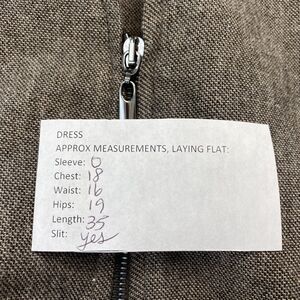 DRESS
APPROX MEASUREMENTS, LAYING FLAT:
Sleeve: 0
Chest: 18
Waist: 16
Hips: 19
Length: 35
Slit: yes